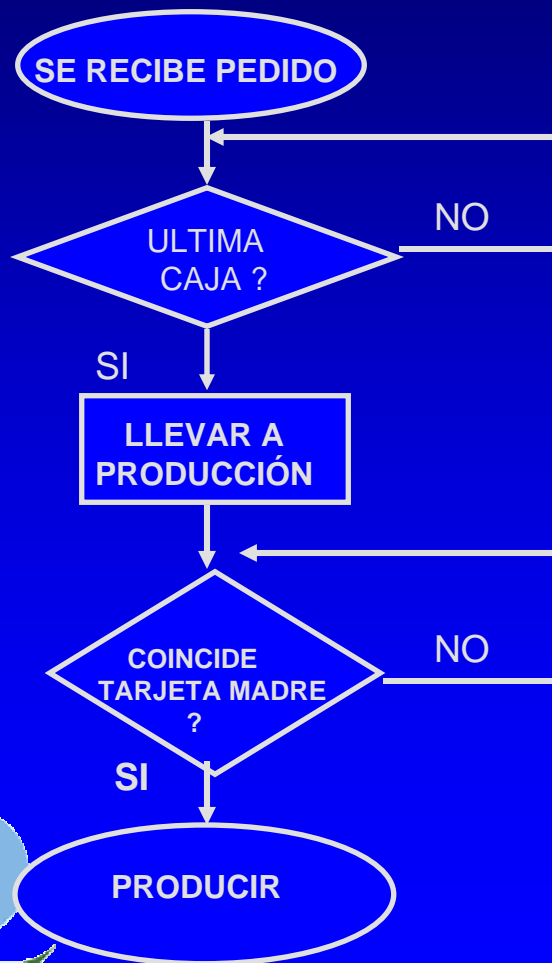 SE RECIBE PEDIDO
NO
ULTIMA
CAJA ?
SI
LLEVAR A
PRODUCCIÓN
NO
COINCIDE
TARJETA MADRE
?
SI
PRODUCIR